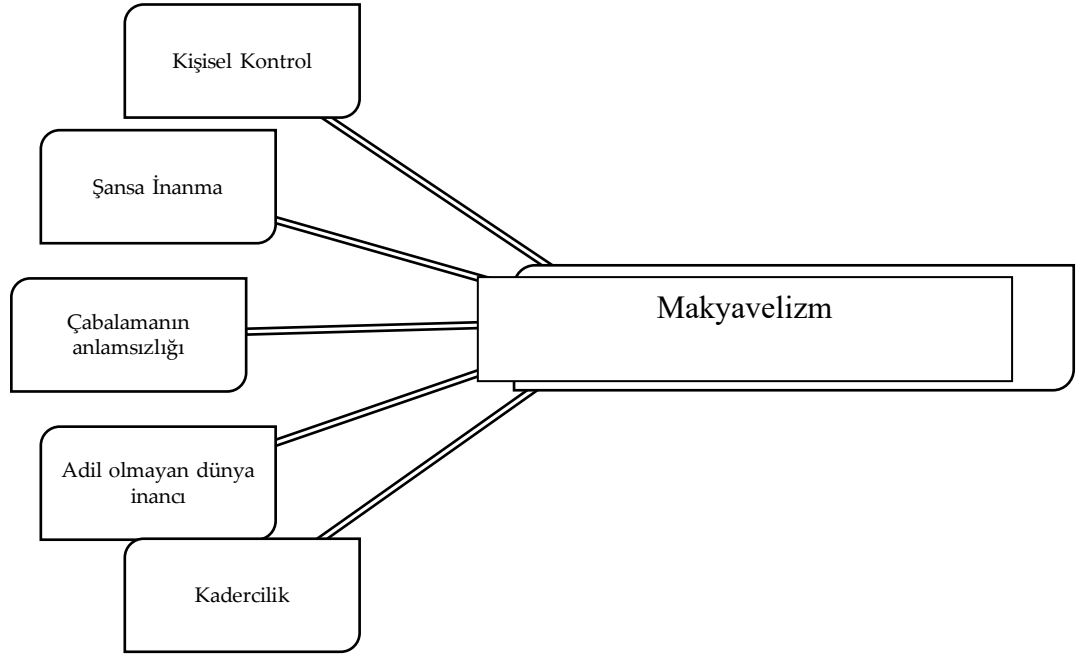 Kişisel Kontrol
Şansa İnanma
Makyavelizm
Çabalamanın
anlamsızlığı
Adil olmayan dünya
inancı
Kadercilik